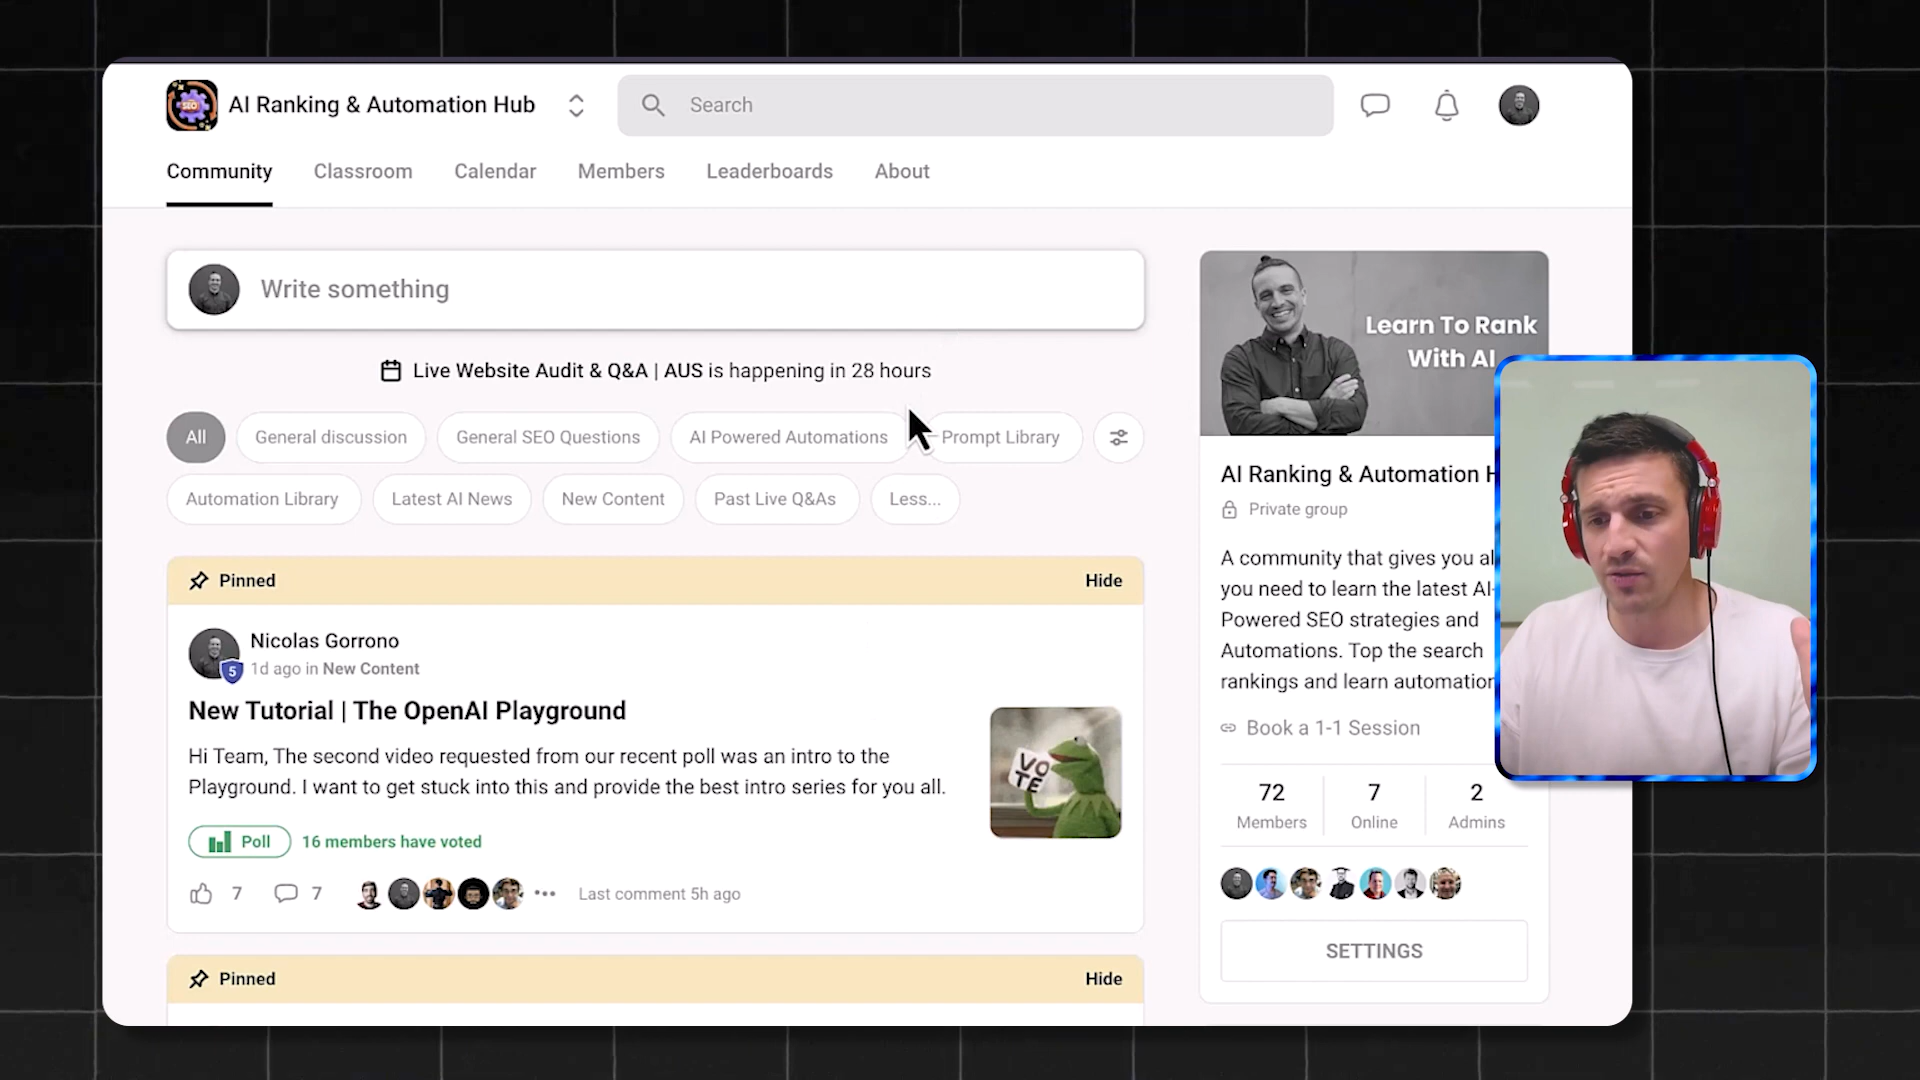 SEO
AI Ranking & Automation Hub
Search
Community
Classroom
Calendar
Members
Leaderboards
About
Write something
Live Website Audit & Q&A | AUS is happening in 28 hours
All
General discussion
General SEO Questions
AI Powered Automations
Prompt Library
Automation Library
Latest AI News
New Content
Past Live Q&As
Less...
Pinned
Hide
Nicolas Gorrono
5
1d ago in New Content
New Tutorial | The OpenAI Playground
Hi Team, The second video requested from our recent poll was an intro to the
Playground. I want to get stuck into this and provide the best intro series for you all.
VO
TE
Poll
16 members have voted
7
7
Last comment 5h ago
Pinned
Hide
Learn To Rank
With AI
AI Ranking & Automation H
Private group
A community that gives you al
you need to learn the latest AI-
Powered SEO strategies and
Automations. Top the search
rankings and learn automation
Book a 1-1 Session
72
Members
7
Online
2
Admins
SETTINGS